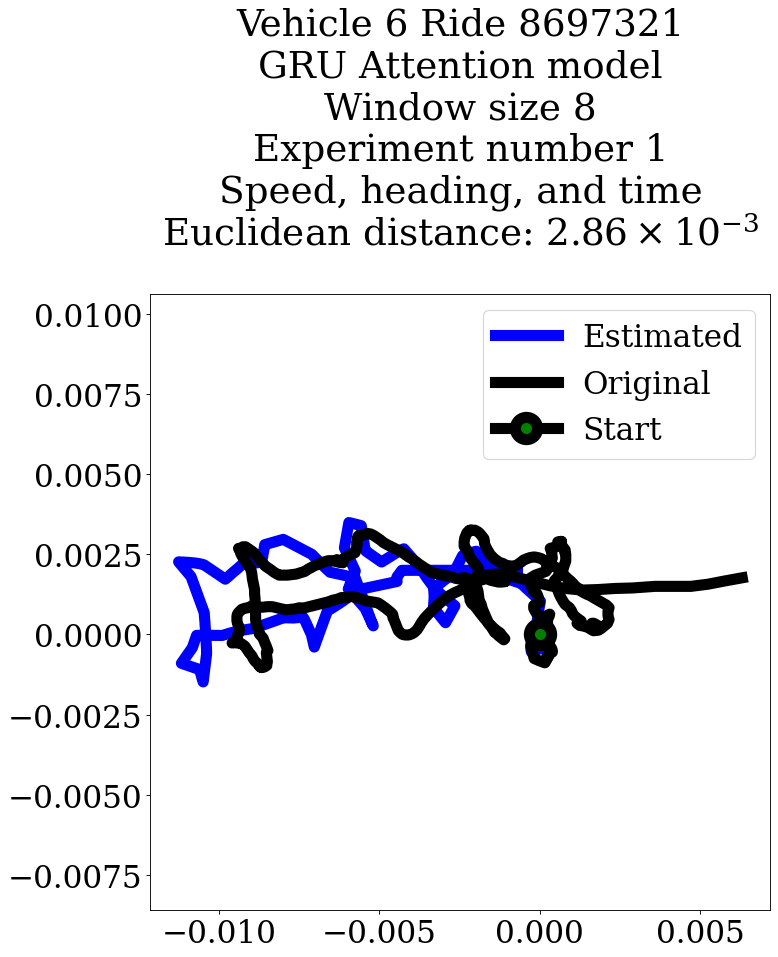 Vehicle 6 Ride 8697321
GRU Attention model
Window size 8
Experiment number 1
Speed, heading, and time
Euclidean distance: 2.86 × 10⁻³
Estimated
Original
Start
0.0100
0.0075
0.0050
0.0025
0.0000
−0.0025
−0.0050
−0.0075
−0.010 −0.005 0.000 0.005